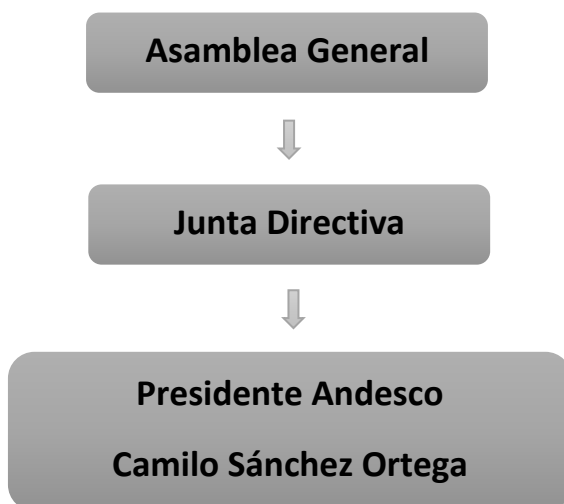 Asamblea General
Junta Directiva
Presidente Andesco
Camilo Sánchez Ortega